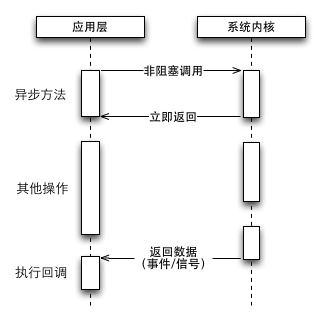 应用层
系统内核
非阻塞调用
异步方法
立即返回
其他操作
返回数据
(事件/信号)
执行回调